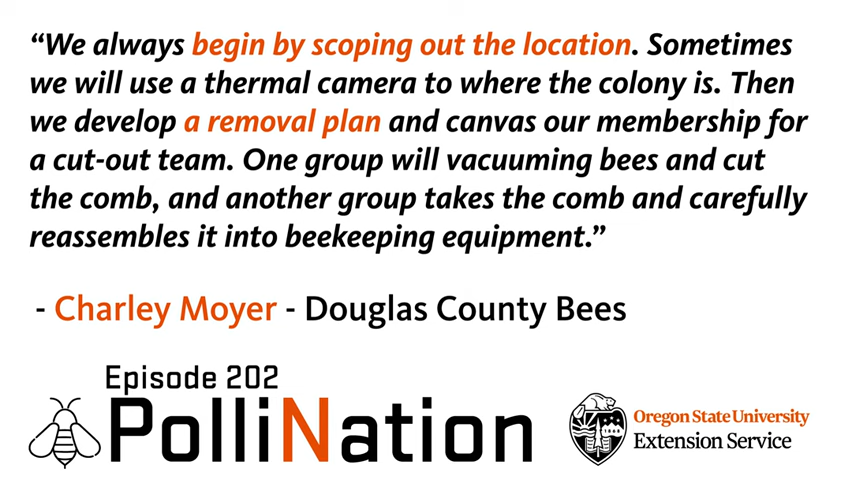 “We always begin by scoping out the location. Sometimes
we will use a thermal camera to where the colony is. Then
we develop a removal plan and canvas our membership for
a cut-out team. One group will vacuuming bees and cut
the comb, and another group takes the comb and carefully
reassembles it into beekeeping equipment.”
- Charley Moyer - Douglas County Bees
Episode 202
PolliNation
1868
Oregon State University
Extension Service